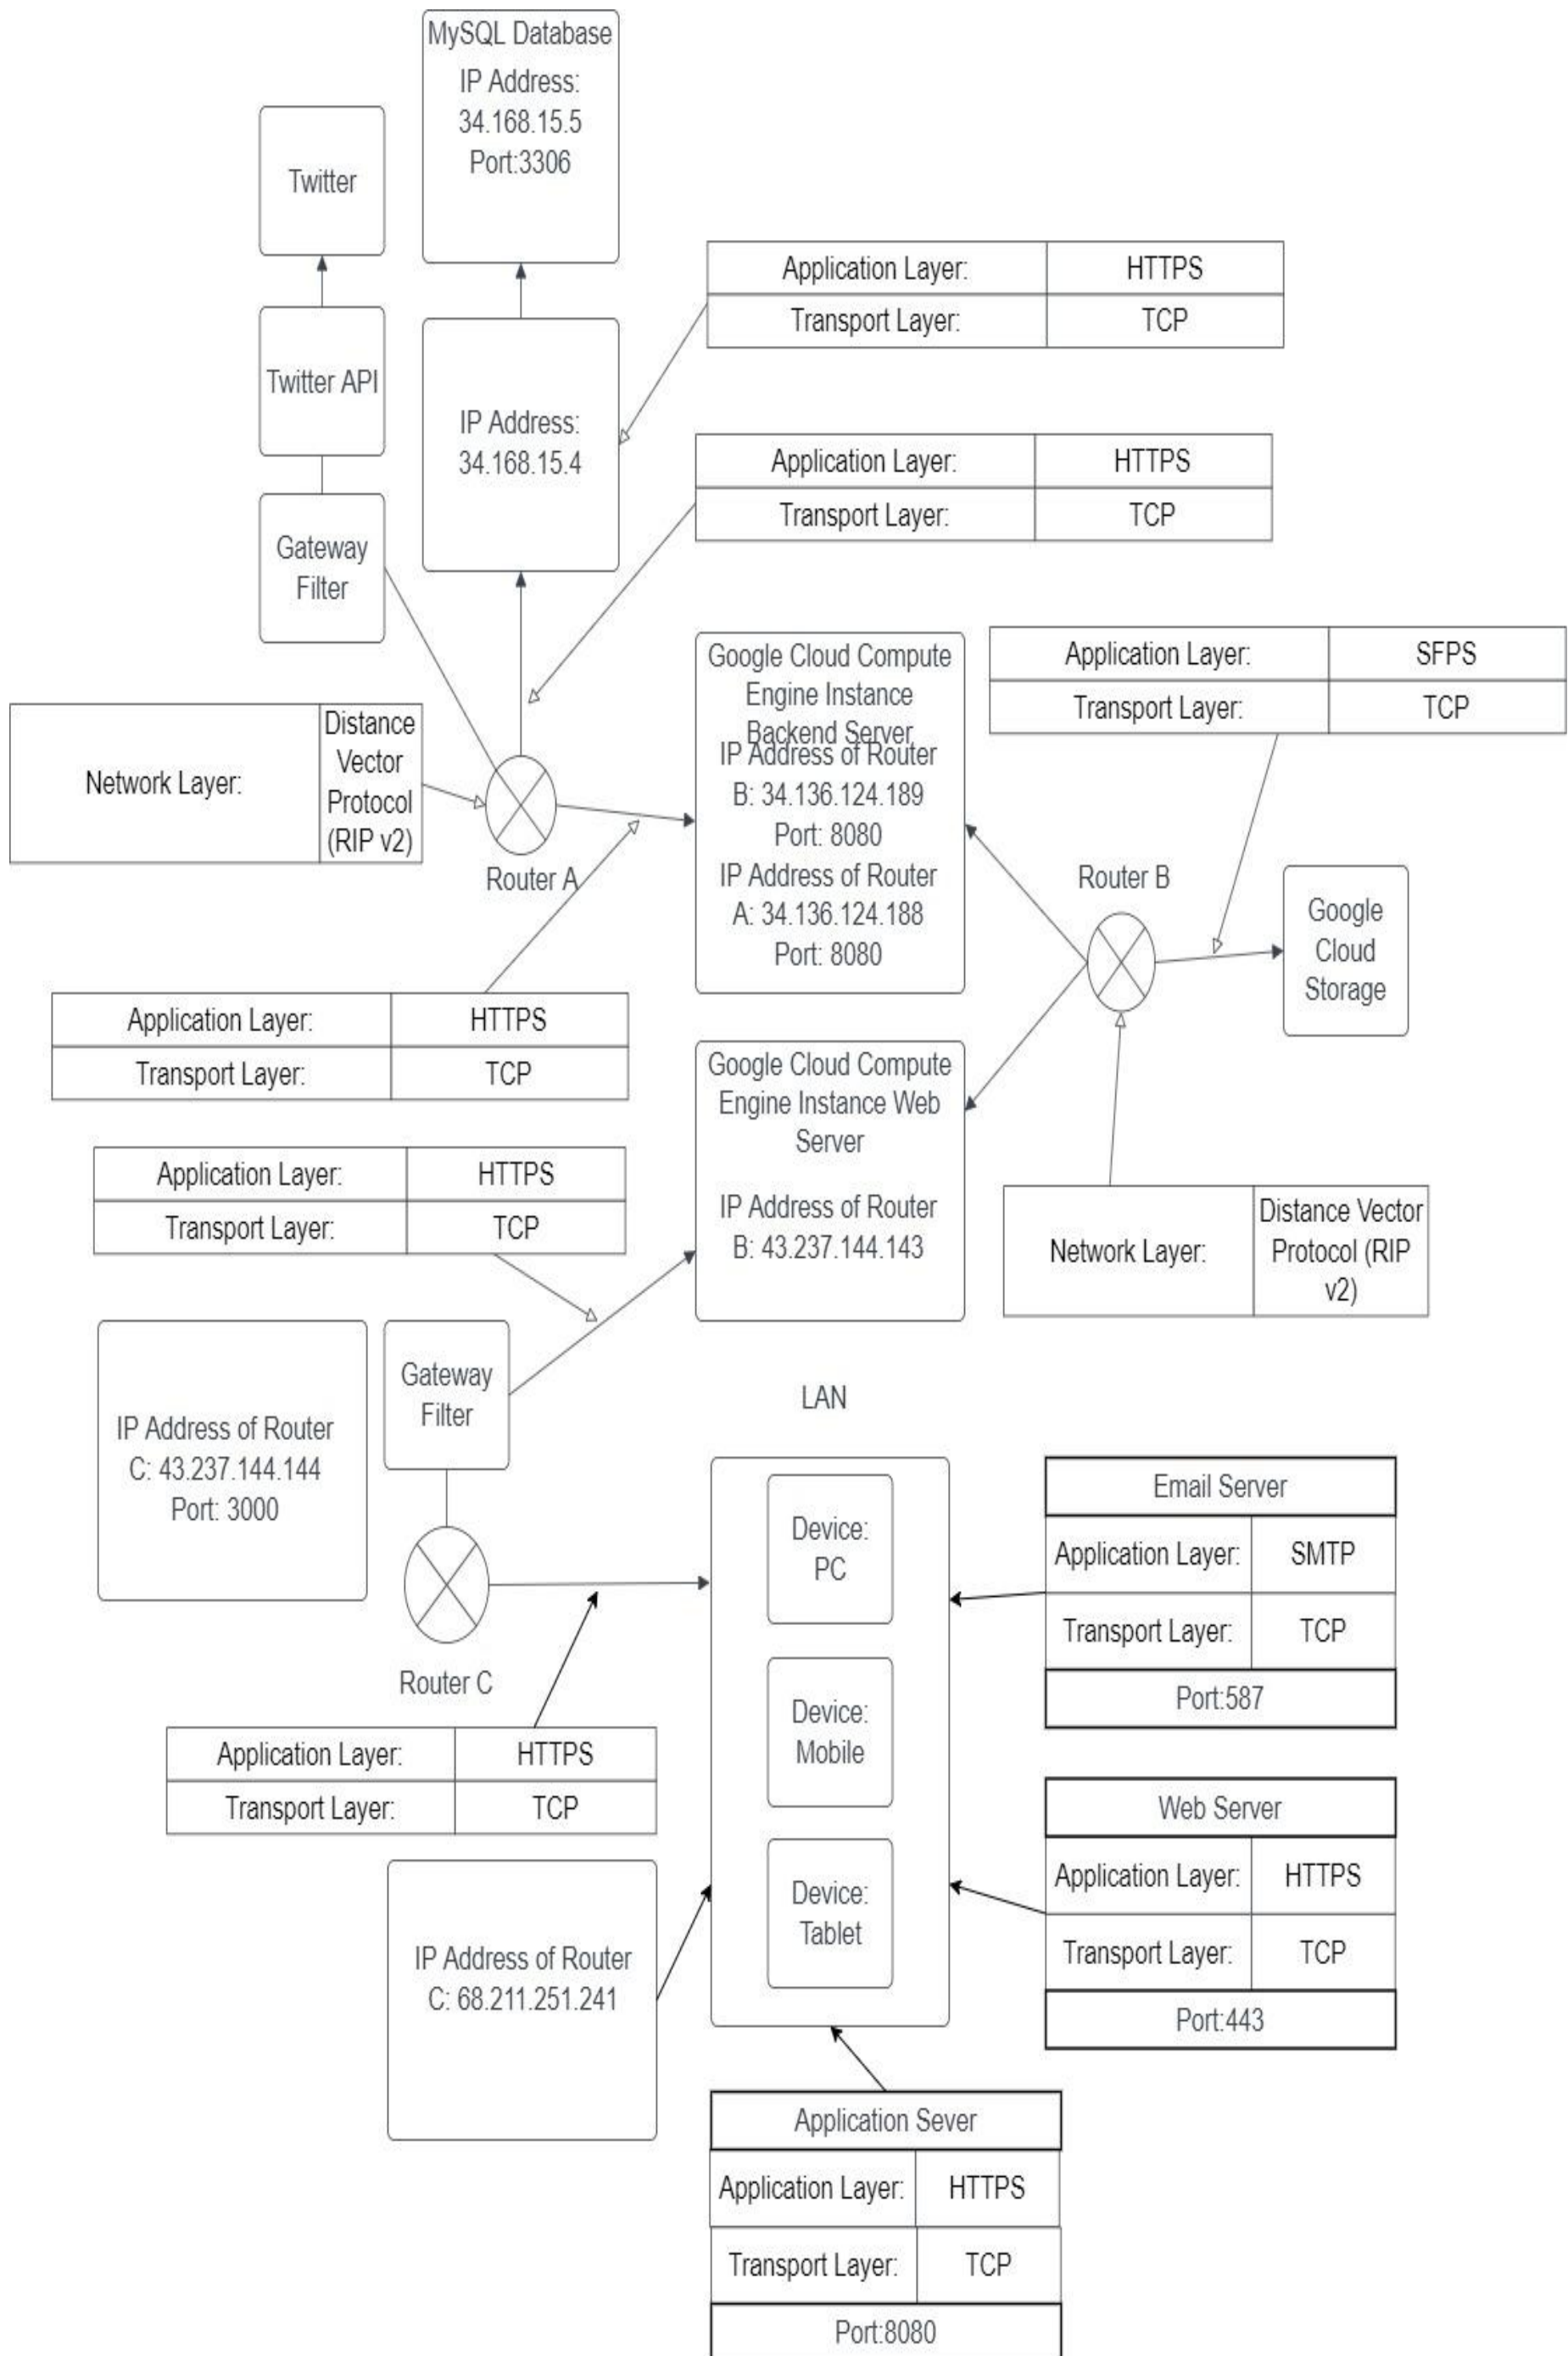 MySQL Database
IP Address:
34.168.15.5
Port:3306
Twitter
Application Layer: HTTPS
Transport Layer: TCP
Twitter API
IP Address:
34.168.15.4
Application Layer: HTTPS
Transport Layer: TCP
Gateway
Filter
Google Cloud Compute
Engine Instance
Backend Server
IP Address of Router
B: 34.136.124.189
Port: 8080
IP Address of Router
A: 34.136.124.188
Port: 8080
Application Layer: SFPS
Transport Layer: TCP
Network Layer:
Distance
Vector
Protocol
(RIP v2)
Router A
Router B
Google
Cloud
Storage
Application Layer: HTTPS
Transport Layer: TCP
Google Cloud Compute
Engine Instance Web
Server
IP Address of Router
B: 43.237.144.143
Application Layer: HTTPS
Transport Layer: TCP
Network Layer:
Distance Vector
Protocol (RIP
v2)
IP Address of Router
C: 43.237.144.144
Port: 3000
Gateway
Filter
LAN
Router C
Device:
PC
Device:
Mobile
Device:
Tablet
Email Server
Application Layer: SMTP
Transport Layer: TCP
Port:587
Application Layer: HTTPS
Transport Layer: TCP
Web Server
Application Layer: HTTPS
Transport Layer: TCP
Port:443
IP Address of Router
C: 68.211.251.241
Application Sever
Application Layer: HTTPS
Transport Layer: TCP
Port:8080